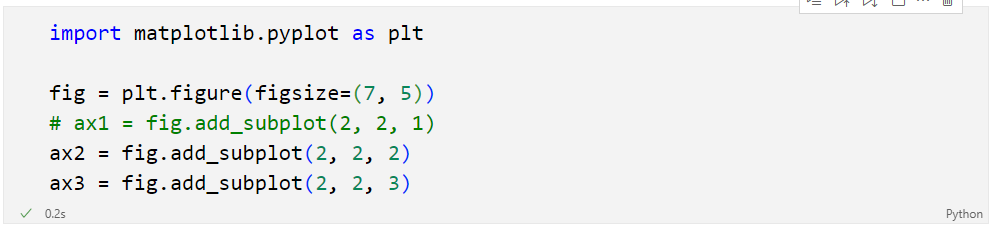 import matplotlib.pyplot as plt
fig = plt.figure(figsize=(7, 5))
# ax1 = fig.add_subplot(2, 2, 1)
ax2 = fig.add_subplot(2, 2, 2)
ax3 = fig.add_subplot(2, 2, 3)
0.2s
Python